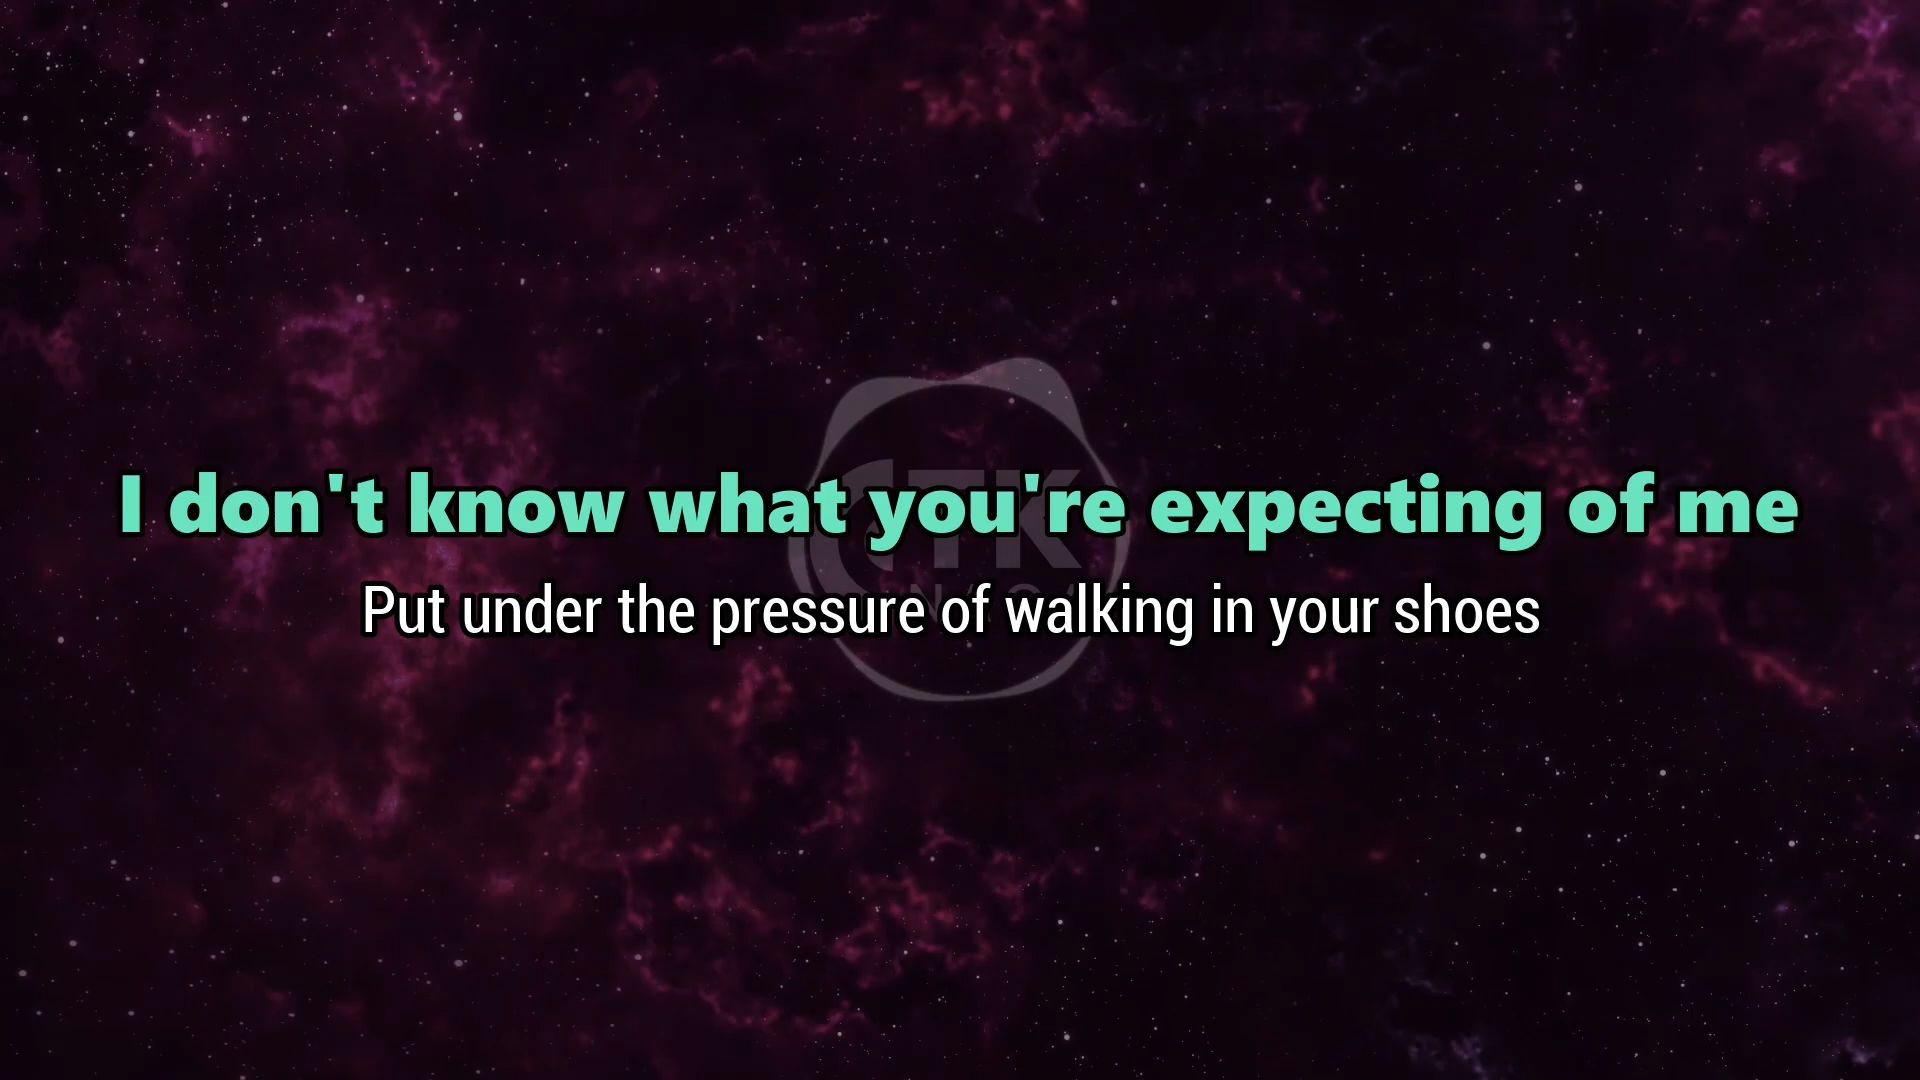 I don't know what you're expecting of me
Put under the pressure of walking in your shoes